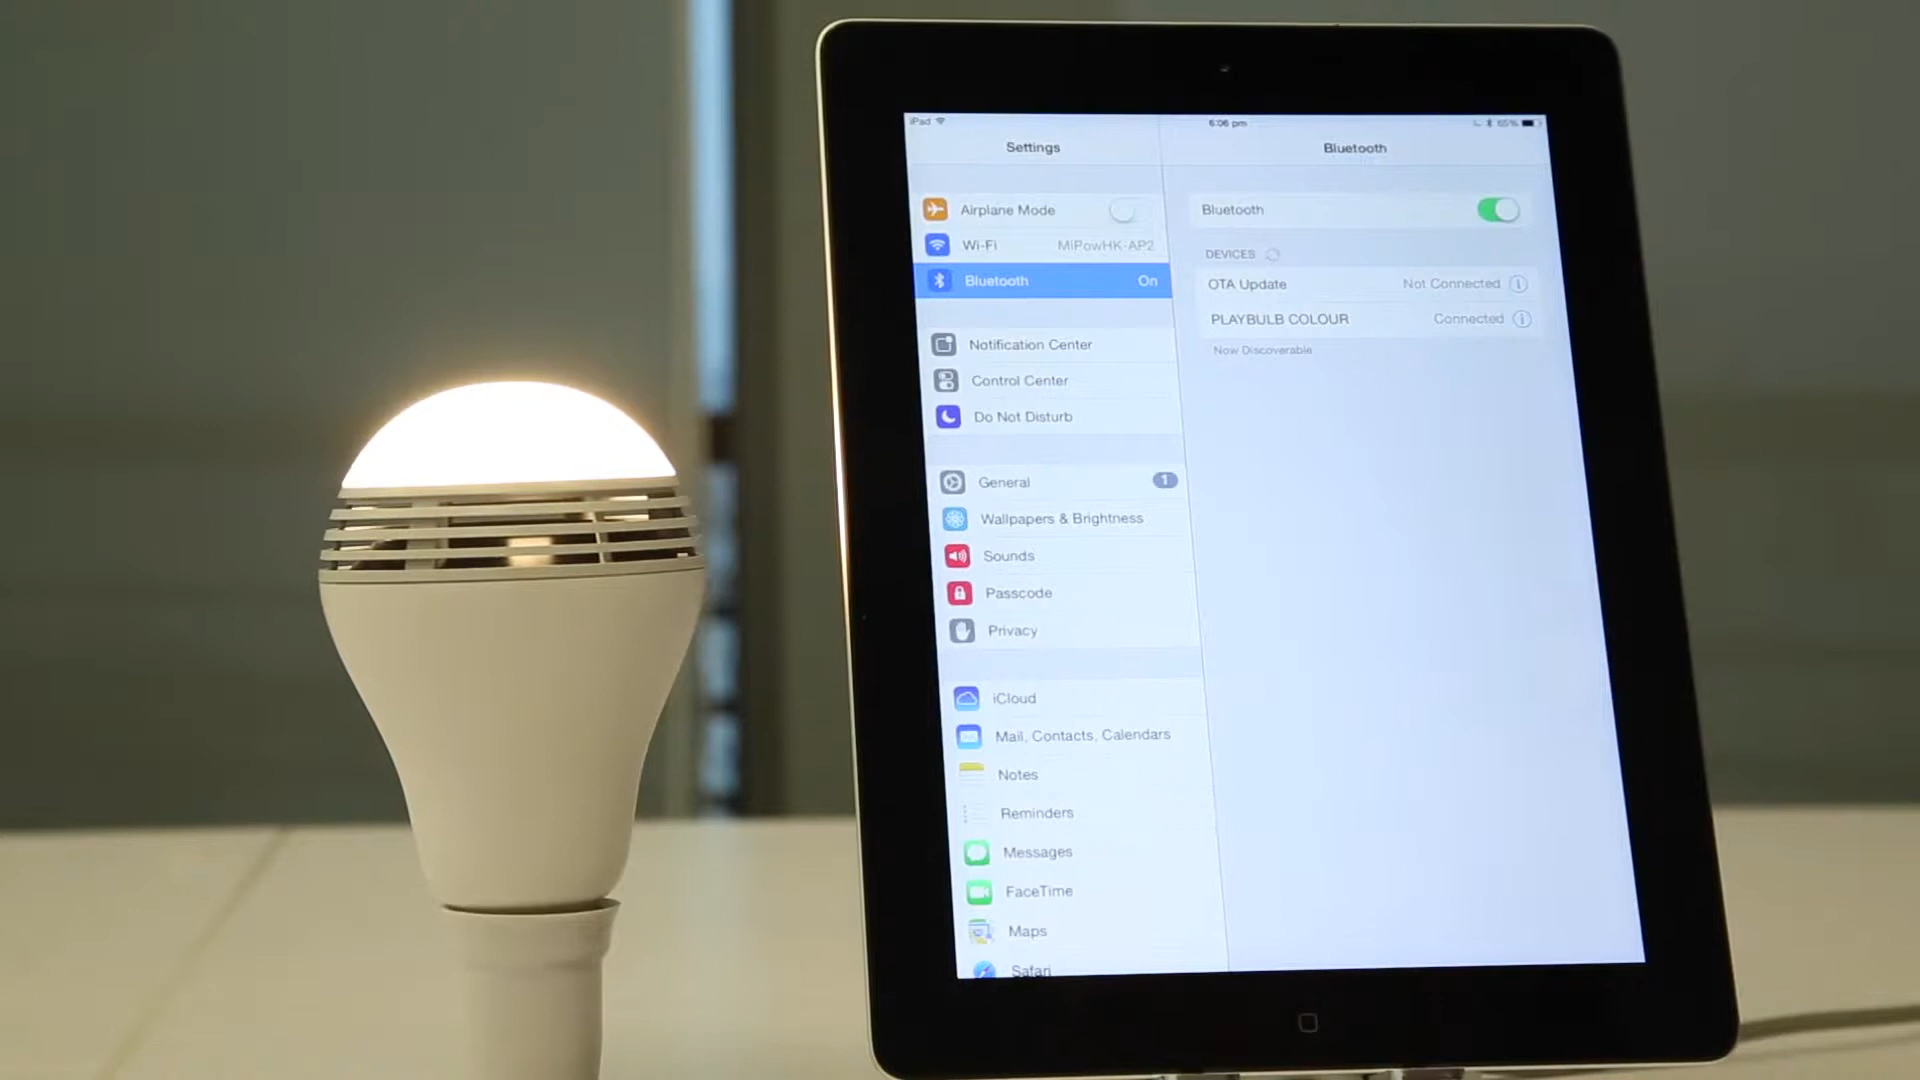 iPad
6:06 pm
65%
Settings
Bluetooth
Airplane Mode
Wi-Fi MiPowHK-AP2
Bluetooth On
Notification Center
Control Center
Do Not Disturb
General 1
Wallpapers & Brightness
Sounds
Passcode
Privacy
iCloud
Mail, Contacts, Calendars
Notes
Reminders
Messages
FaceTime
Maps
Safari
Bluetooth
DEVICES
OTA Update Not Connected
PLAYBULB COLOUR Connected
Now Discoverable